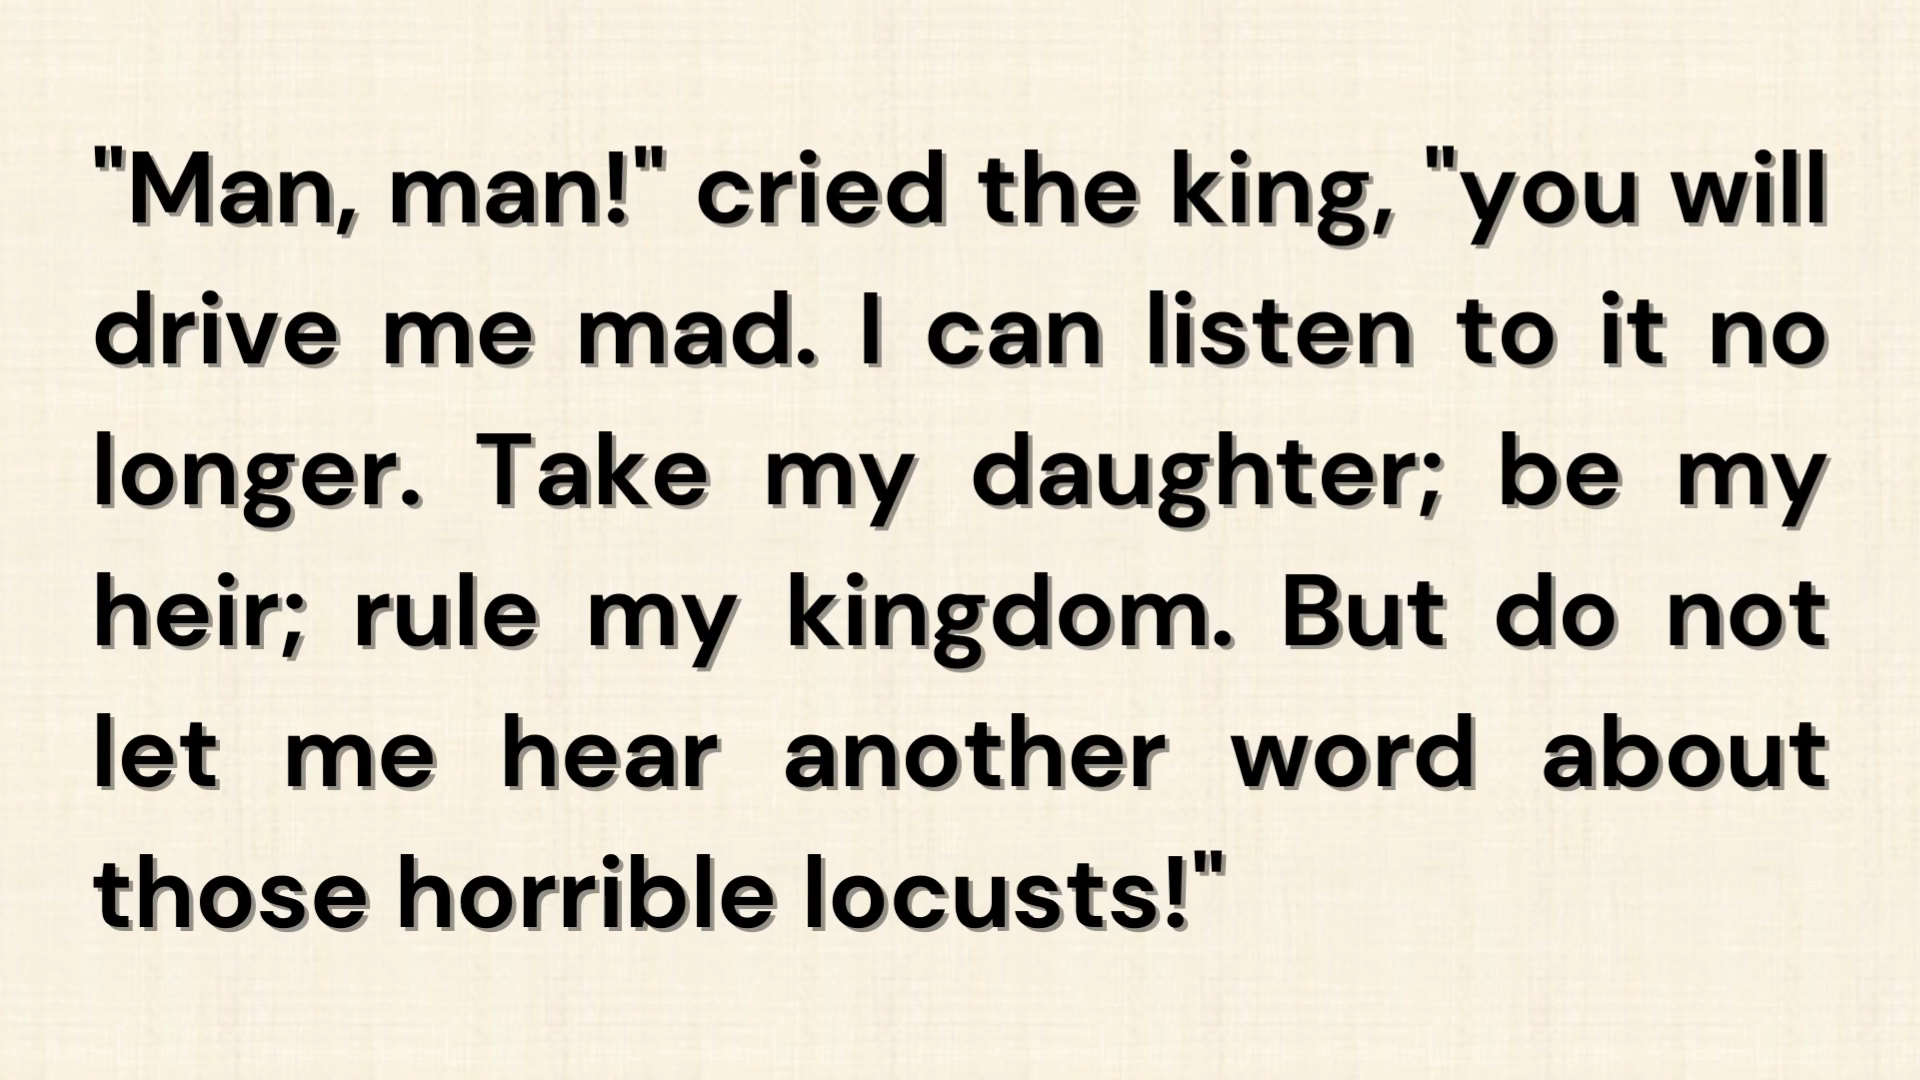 "Man, man!" cried the king, "you will
drive me mad. I can listen to it no
longer. Take my daughter; be my
heir; rule my kingdom. But do not
let me hear another word about
those horrible locusts!"